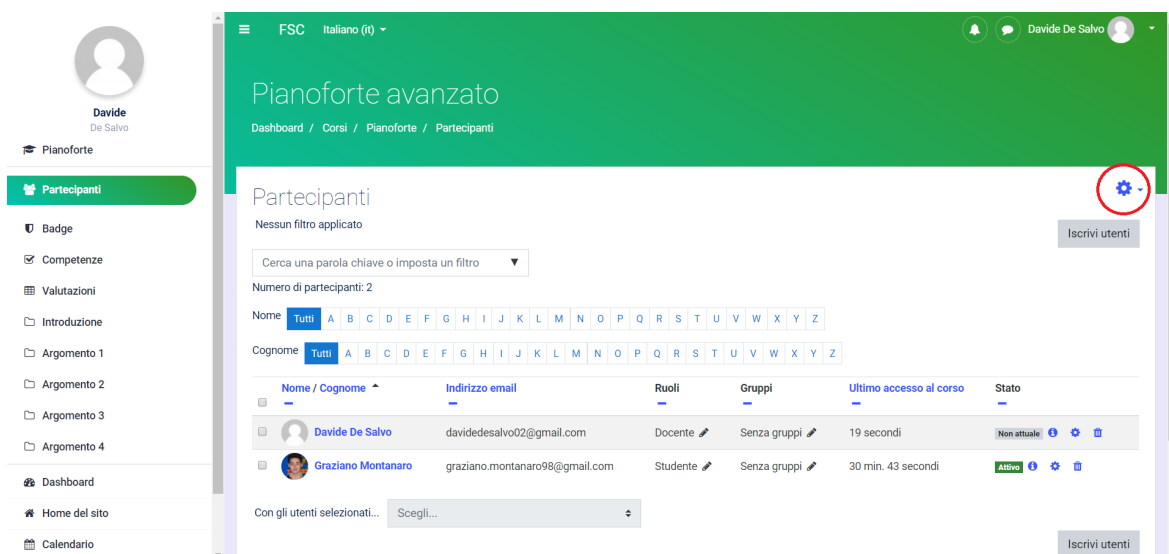 FSC Italiano (it)
Davide De Salvo
Davide
De Salvo
Pianoforte
Partecipanti
Badge
Competenze
Valutazioni
Introduzione
Argomento 1
Argomento 2
Argomento 3
Argomento 4
Dashboard
Home del sito
Calendario
Pianoforte avanzato
Dashboard / Corsi / Pianoforte / Partecipanti
Partecipanti
Nessun filtro applicato
Iscrivi utenti
Cerca una parola chiave o imposta un filtro
Numero di partecipanti: 2
Nome Tutti A B C D E F G H I J K L M N O P Q R S T U V W X Y Z
Cognome Tutti A B C D E F G H I J K L M N O P Q R S T U V W X Y Z
Nome / Cognome Indirizzo email Ruoli Gruppi Ultimo accesso al corso Stato
Davide De Salvo davidedesalvo02@gmail.com Docente Senza gruppi 19 secondi Non attuale
Graziano Montanaro graziano.montanaro98@gmail.com Studente Senza gruppi 30 min. 43 secondi Attivo
Con gli utenti selezionati... Scegli...
Iscrivi utenti